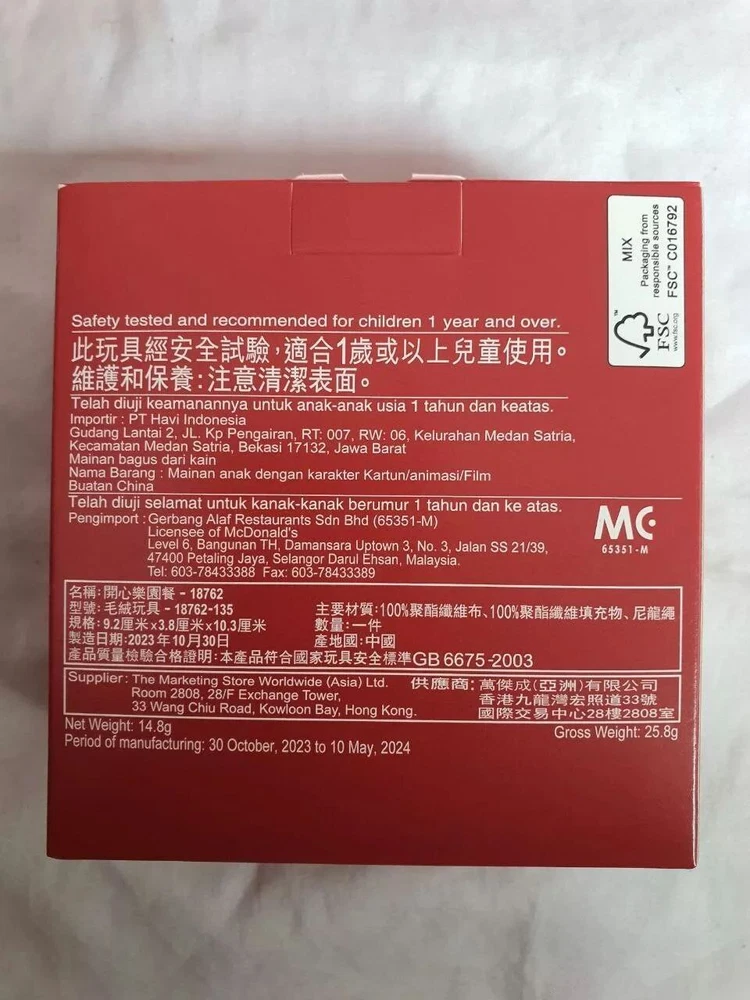 MIX
Packaging from
responsible sources
FSC™ C016792
™
FSC
www.fsc.org
Safety tested and recommended for children 1 year and over.
此玩具經安全試驗，適合1歲或以上兒童使用。
維護和保養：注意清潔表面。
Telah diuji keamanannya untuk anak-anak usia 1 tahun dan keatas.
Importir : PT Havi Indonesia
Gudang Lantai 2, JL. Kp Pengairan, RT: 007, RW: 06, Kelurahan Medan Satria,
Kecamatan Medan Satria, Bekasi 17132, Jawa Barat
Mainan bagus dari kain
Nama Barang : Mainan anak dengan karakter Kartun/animasi/Film
Buatan China
Telah diuji selamat untuk kanak-kanak berumur 1 tahun dan ke atas.
Pengimport : Gerbang Alaf Restaurants Sdn Bhd (65351-M)
Licensee of McDonald's
Level 6, Bangunan TH, Damansara Uptown 3, No. 3, Jalan SS 21/39,
47400 Petaling Jaya, Selangor Darul Ehsan, Malaysia.
Tel: 603-78433388 Fax: 603-78433389
MC
65351-M
名稱：開心樂園餐 - 18762
型號：毛絨玩具 - 18762-135 主要材質：100%聚酯纖維布、100%聚酯纖維填充物、尼龍繩
規格：9.2厘米x3.8厘米x10.3厘米 數量：一件
製造日期：2023年10月30日 產地國：中國
產品質量檢驗合格證明：本產品符合國家玩具安全標準GB 6675-2003
Supplier : The Marketing Store Worldwide (Asia) Ltd. 供應商：萬傑成(亞洲)有限公司
Room 2808, 28/F Exchange Tower, 香港九龍灣宏照道33號
33 Wang Chiu Road, Kowloon Bay, Hong Kong. 國際交易中心28樓2808室
Net Weight: 14.8g Gross Weight: 25.8g
Period of manufacturing: 30 October, 2023 to 10 May, 2024